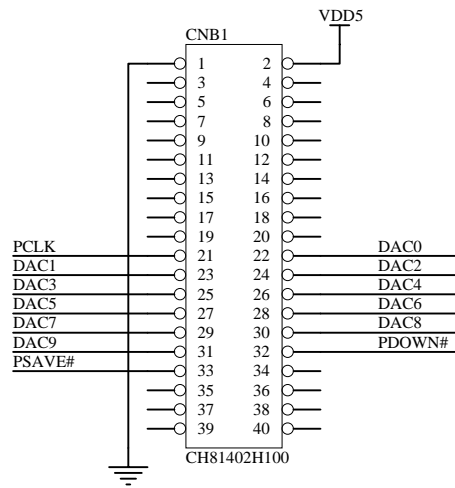 VDD5
CNB1
1 2
3 4
5 6
7 8
9 10
11 12
13 14
15 16
17 18
19 20
PCLK 21 22 DAC0
DAC1 23 24 DAC2
DAC3 25 26 DAC4
DAC5 27 28 DAC6
DAC7 29 30 DAC8
DAC9 31 32 PDOWN#
PSAVE# 33 34
35 36
37 38
39 40
CH81402H100